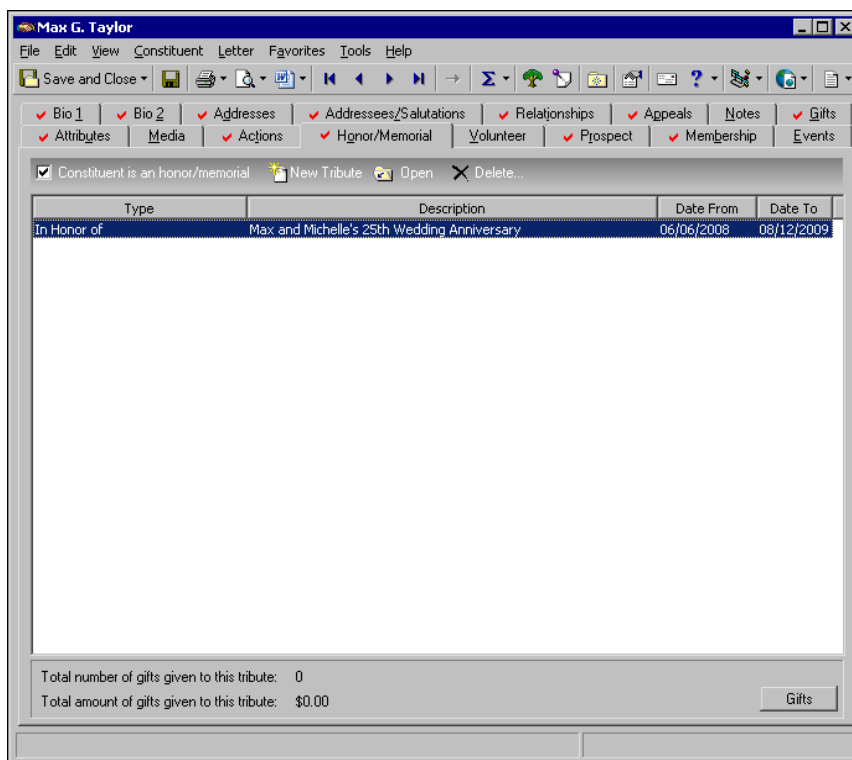 Max G. Taylor
File Edit View Constituent Letter Favorites Tools Help
Save and Close
Bio 1 Bio 2 Addresses Addressees/Salutations Relationships Appeals Notes Gifts
Attributes Media Actions Honor/Memorial Volunteer Prospect Membership Events
Constituent is an honor/memorial New Tribute Open Delete...
Type Description Date From Date To
In Honor of Max and Michelle's 25th Wedding Anniversary 06/06/2008 08/12/2009
Total number of gifts given to this tribute: 0
Total amount of gifts given to this tribute: $0.00
Gifts